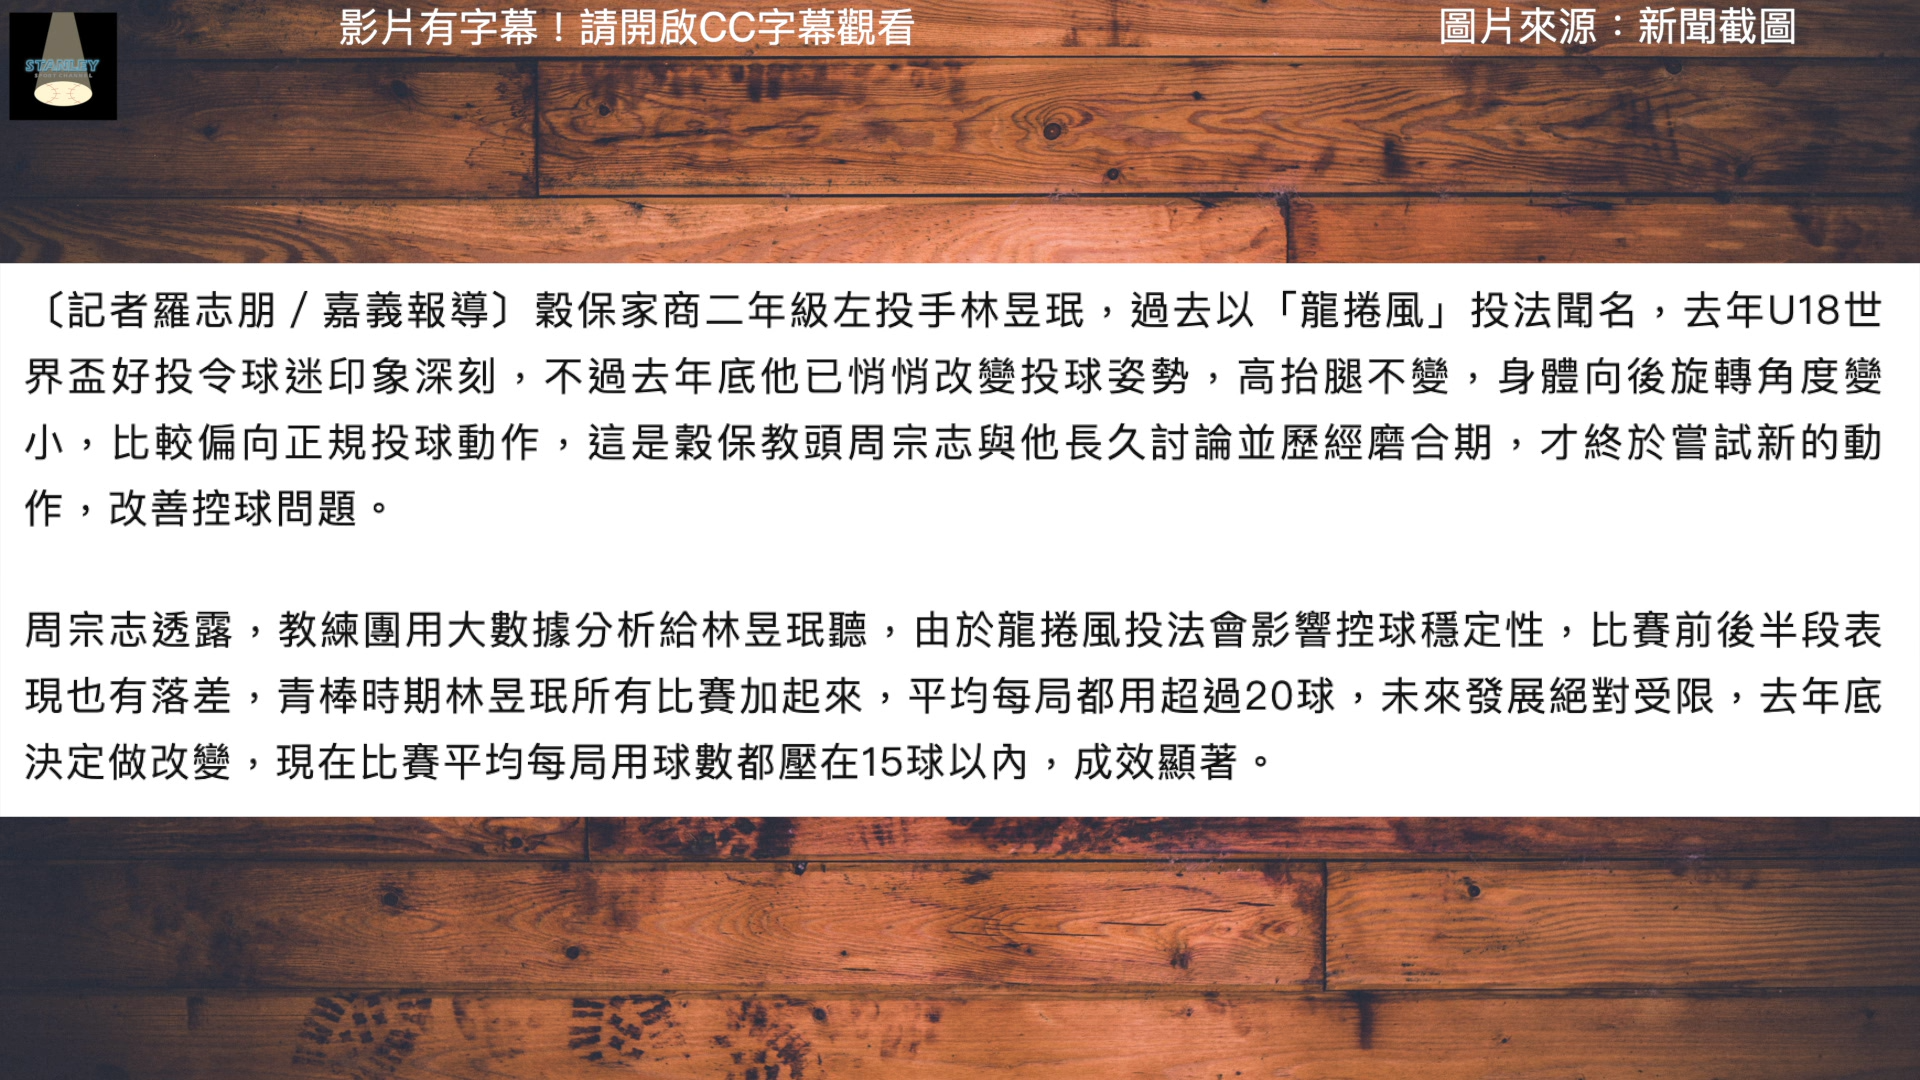 影片有字幕！請開啟CC字幕觀看
圖片來源：新聞截圖
STANLEY
〔記者羅志朋／嘉義報導〕穀保家商二年級左投手林昱珉，過去以「龍捲風」投法聞名，去年U18世
界盃好投令球迷印象深刻，不過去年底他已悄悄改變投球姿勢，高抬腿不變，身體向後旋轉角度變
小，比較偏向正規投球動作，這是穀保教頭周宗志與他長久討論並歷經磨合期，才終於嘗試新的動
作，改善控球問題。
周宗志透露，教練團用大數據分析給林昱珉聽，由於龍捲風投法會影響控球穩定性，比賽前後半段表
現也有落差，青棒時期林昱珉所有比賽加起來，平均每局都用超過20球，未來發展絕對受限，去年底
決定做改變，現在比賽平均每局用球數都壓在15球以內，成效顯著。